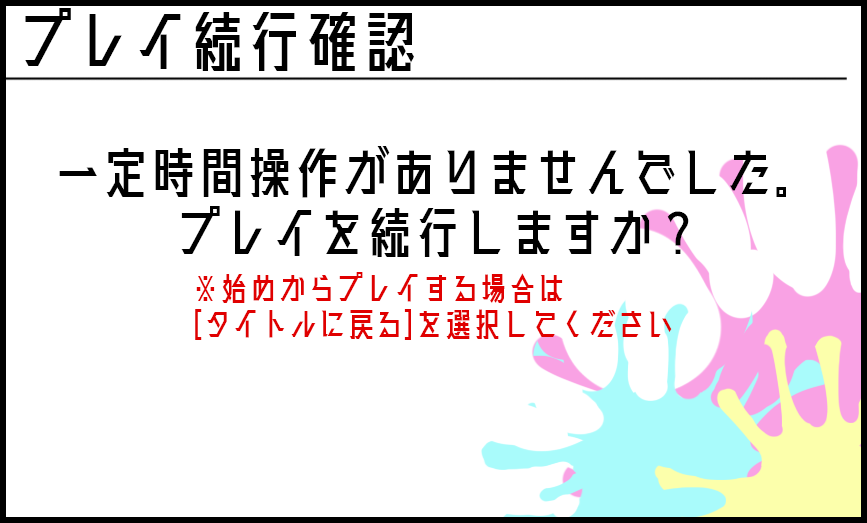 プレイ続行確認
一定時間操作がありませんでした。
プレイを続行しますか？
※始めからプレイする場合は
[タイトルに戻る]を選択してください